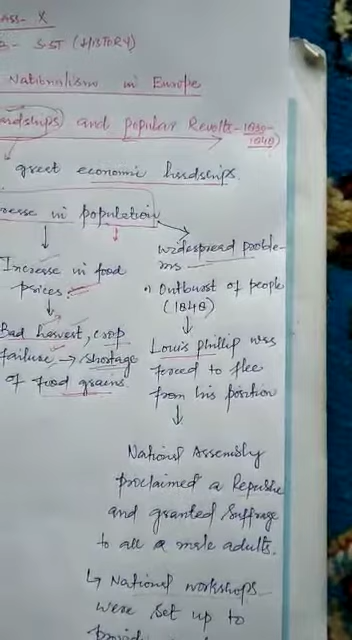 ASS- X
S.ST (HISTORY)
Nationalism in Europe
ardships) and popular Revolts - 1830-
1848)
great economic hardships.
rease in population
widespread proble-
ms
Increase in food
prices.
Outburst of people
(1848)
Bad harvest, crop
failure → shortage
of food grains.
Louis phillip was
forced to flee
from his position
National Assembly
proclaimed a Republic
and granted suffrage
to all a male adults.
↳ National workshops
were set up to